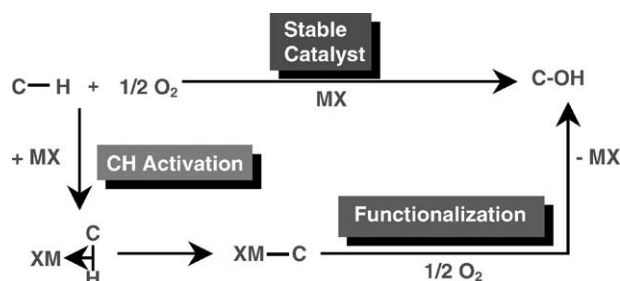 Stable
Catalyst
C—H + 1/2 O₂
MX
C-OH
+ MX
CH Activation
- MX
Functionalization
C
XM
H
XM—C
1/2 O₂